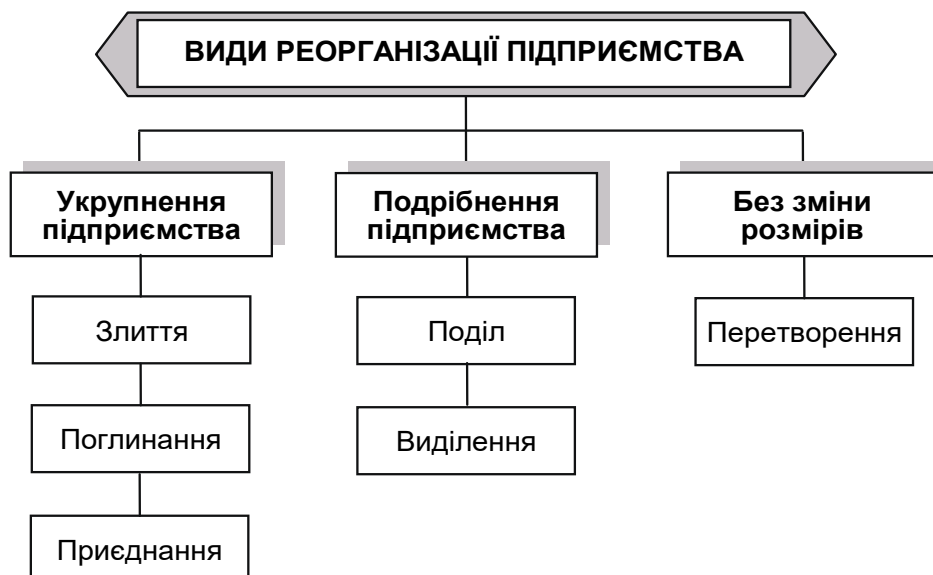 ВИДИ РЕОРГАНІЗАЦІЇ ПІДПРИЄМСТВА
Укрупнення
підприємства
Злиття
Поглинання
Приєднання
Подрібнення
підприємства
Поділ
Виділення
Без зміни
розмірів
Перетворення